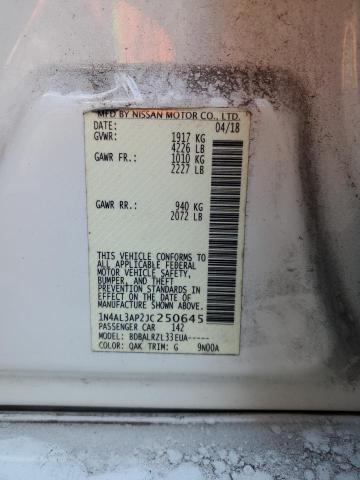 MFD BY NISSAN MOTOR CO., LTD.
DATE: 04/18
GVWR: 1917 KG
4226 LB
GAWR FR.: 1010 KG
2227 LB
GAWR RR.: 940 KG
2072 LB
THIS VEHICLE CONFORMS
TO ALL APPLICABLE FEDERAL
MOTOR VEHICLE SAFETY,
BUMPER, AND THEFT
PREVENTION STANDARDS
IN EFFECT ON THE DATE OF
MANUFACTURE SHOWN ABOVE.
1N4AL3AP2JC250645
PASSENGER CAR 142
MODEL: BDBALRZL33EUA-----
COLOR: QAK TRIM: G 9N00A